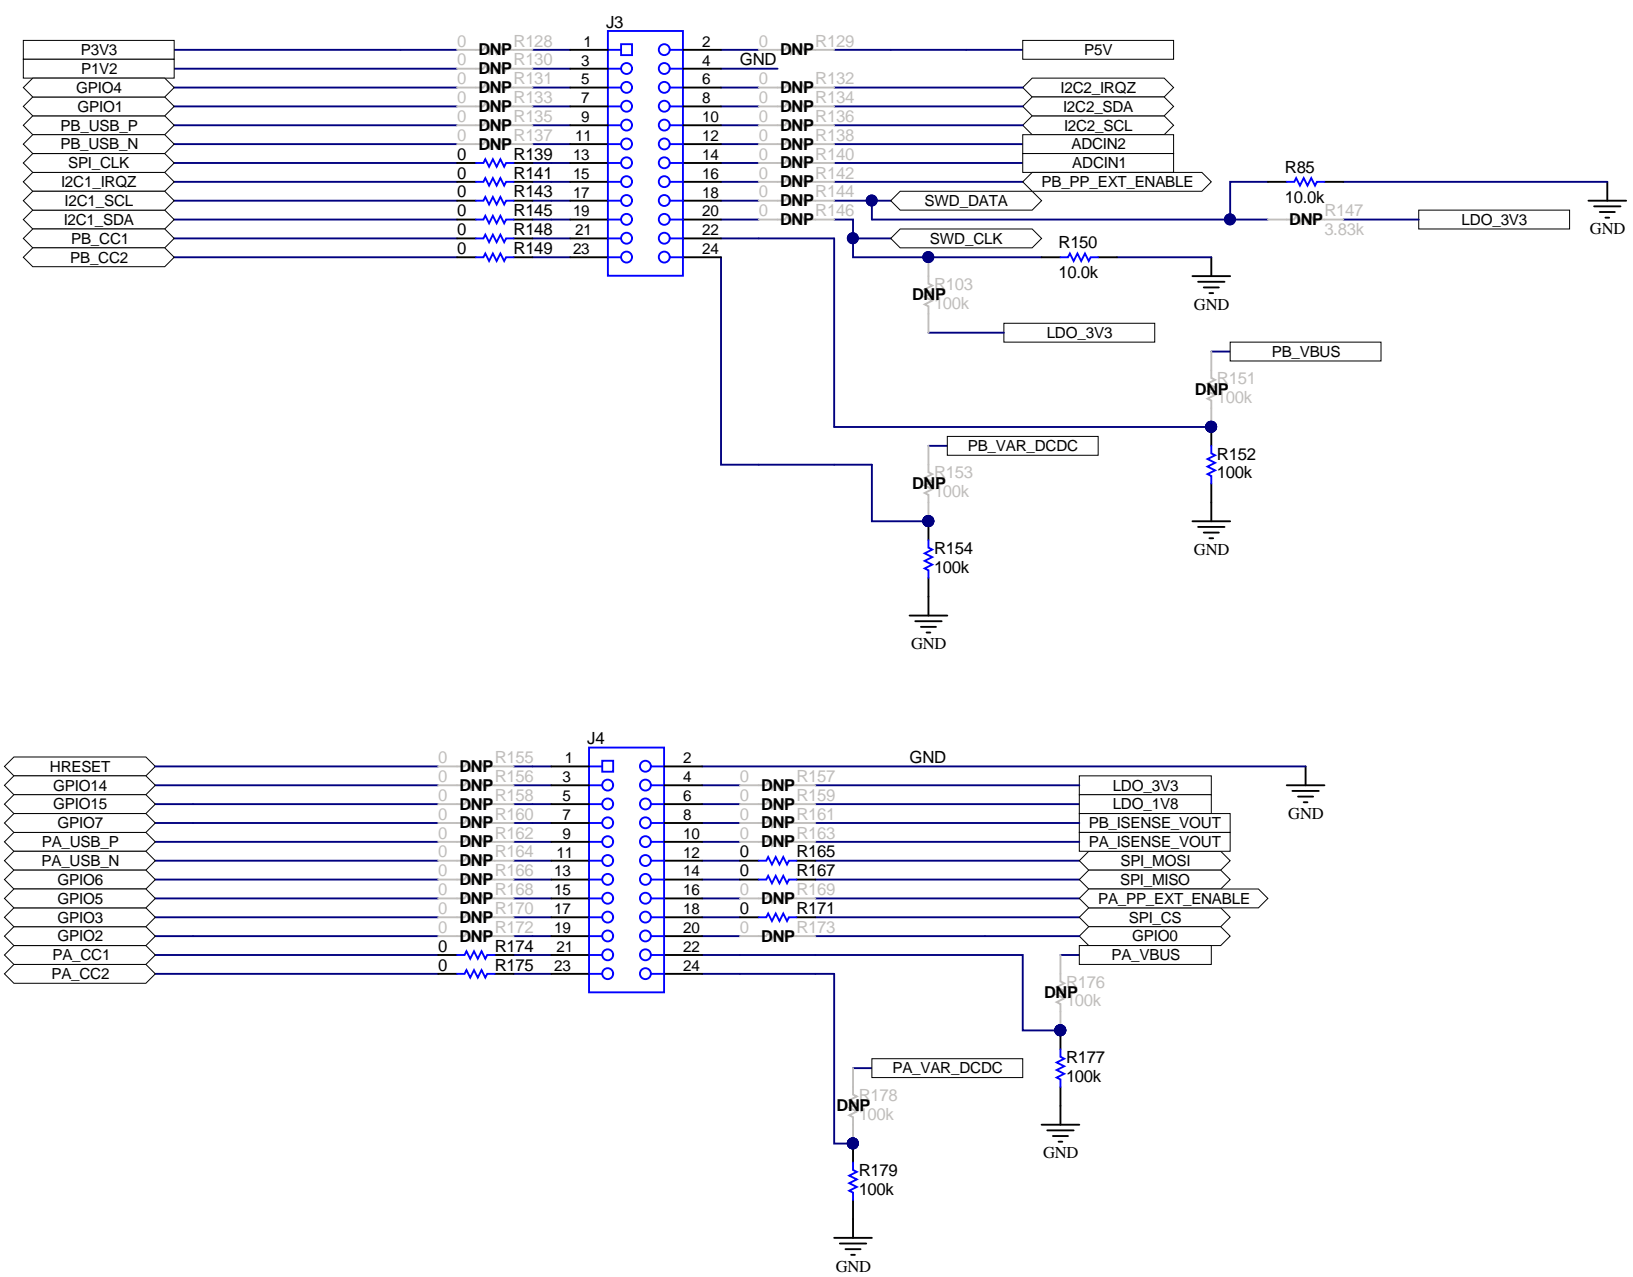 J3
P3V3 0 DNP R128 1 2 0 DNP R129 P5V
P1V2 0 DNP R130 3 4 GND
GPIO4 0 DNP R131 5 6 0 DNP R132 I2C2_IRQZ
GPIO1 0 DNP R133 7 8 0 DNP R134 I2C2_SDA
PB_USB_P 0 DNP R135 9 10 0 DNP R136 I2C2_SCL
PB_USB_N 0 DNP R137 11 12 0 DNP R138 ADCIN2
SPI_CLK 0 R139 13 14 0 DNP R140 ADCIN1
I2C1_IRQZ 0 R141 15 16 0 DNP R142 PB_PP_EXT_ENABLE
I2C1_SCL 0 R143 17 18 0 DNP R144 SWD_DATA
I2C1_SDA 0 R145 19 20 0 DNP R146
PB_CC1 0 R148 21 22 SWD_CLK
PB_CC2 0 R149 23 24
R85
10.0k
GND
DNP R147
3.83k
LDO_3V3
R150
10.0k
GND
R103
DNP
100k
LDO_3V3
PB_VBUS
R151
DNP
100k
R152
100k
GND
PB_VAR_DCDC
R153
DNP
100k
R154
100k
GND
J4
HRESET 0 DNP R155 1 2 GND
GPIO14 0 DNP R156 3 4 0 DNP R157 LDO_3V3
GPIO15 0 DNP R158 5 6 0 DNP R159 LDO_1V8
GND
GPIO7 0 DNP R160 7 8 0 DNP R161 PB_ISENSE_VOUT
PA_USB_P 0 DNP R162 9 10 0 DNP R163 PA_ISENSE_VOUT
PA_USB_N 0 DNP R164 11 12 0 R165 SPI_MOSI
GPIO6 0 DNP R166 13 14 0 R167 SPI_MISO
GPIO5 0 DNP R168 15 16 0 DNP R169 PA_PP_EXT_ENABLE
GPIO3 0 DNP R170 17 18 0 R171 SPI_CS
GPIO2 0 DNP R172 19 20 0 DNP R173 GPIO0
PA_CC1 0 R174 21 22 PA_VBUS
PA_CC2 0 R175 23 24
R176
DNP
100k
R177
100k
GND
PA_VAR_DCDC
R178
DNP
100k
R179
100k
GND